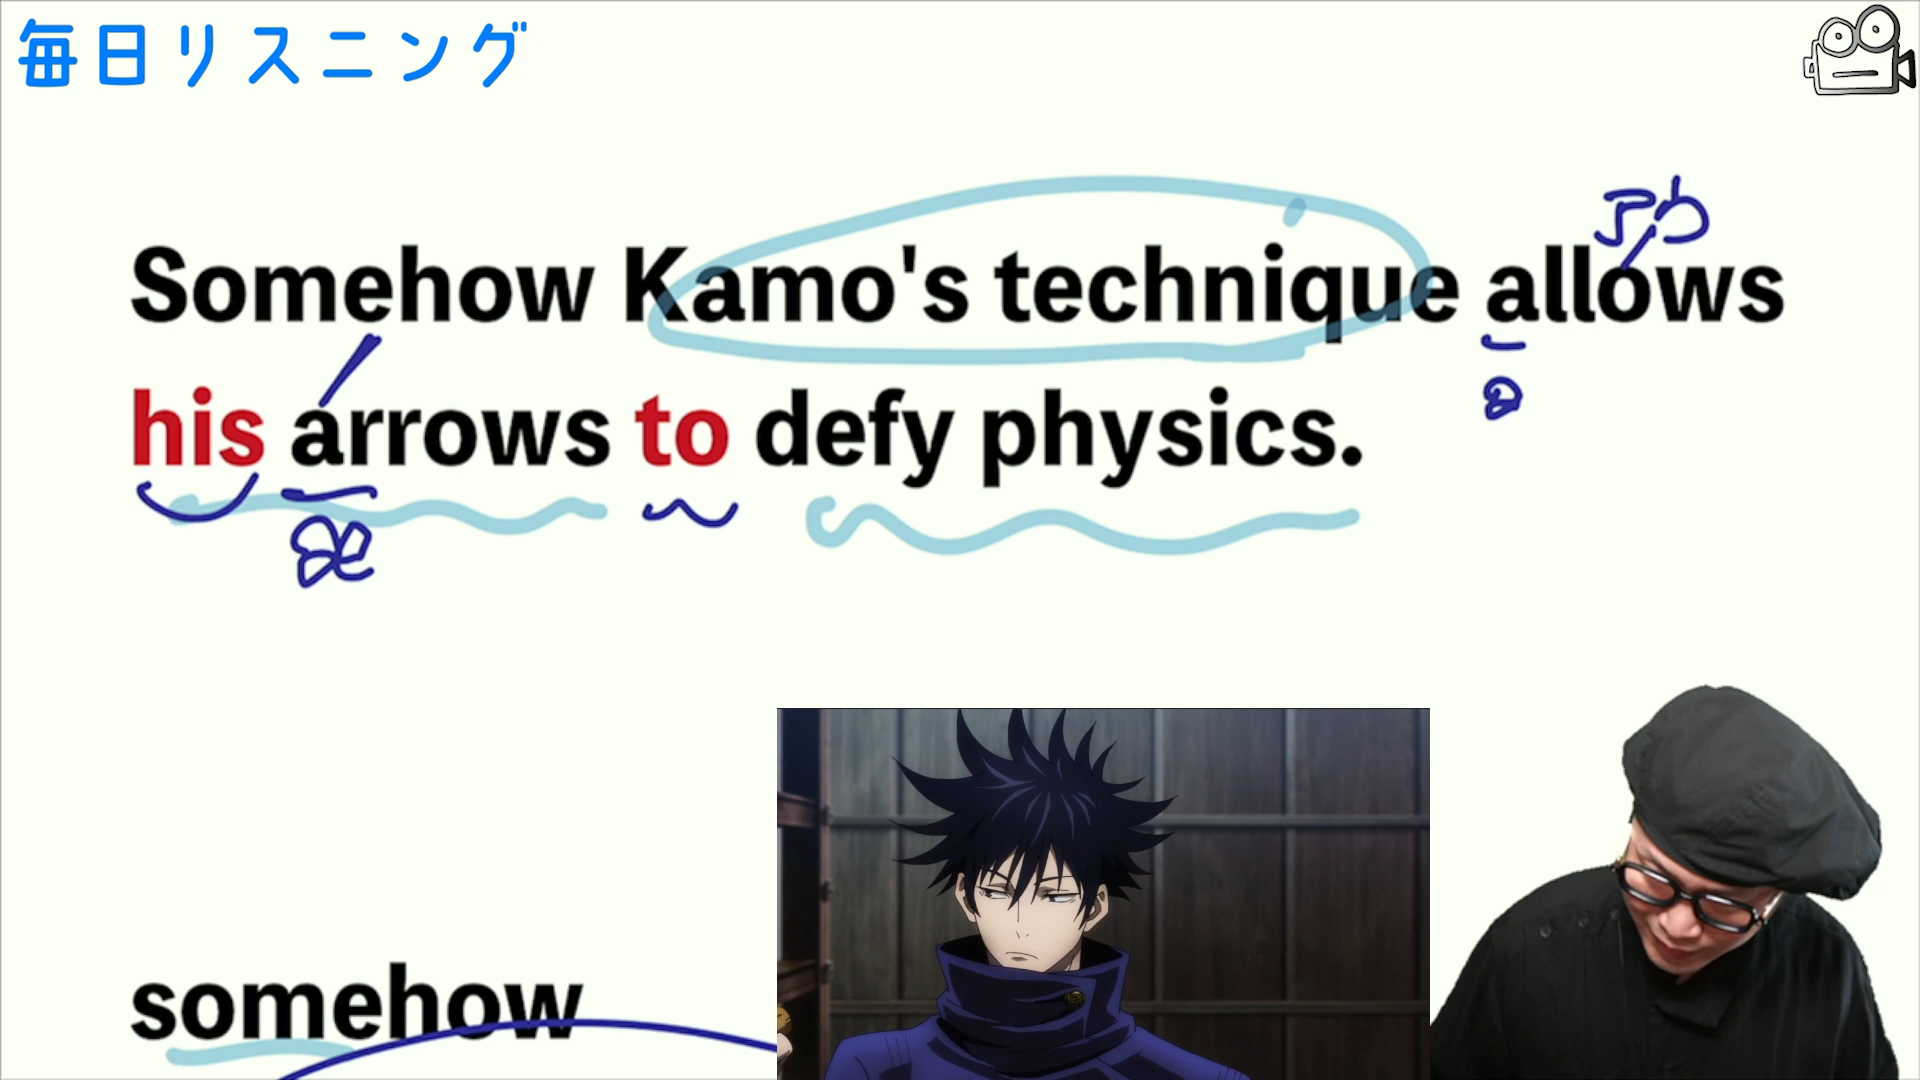 毎日リスニング
アウ
Somehow Kamo's technique allows
his arrows to defy physics.
somehow